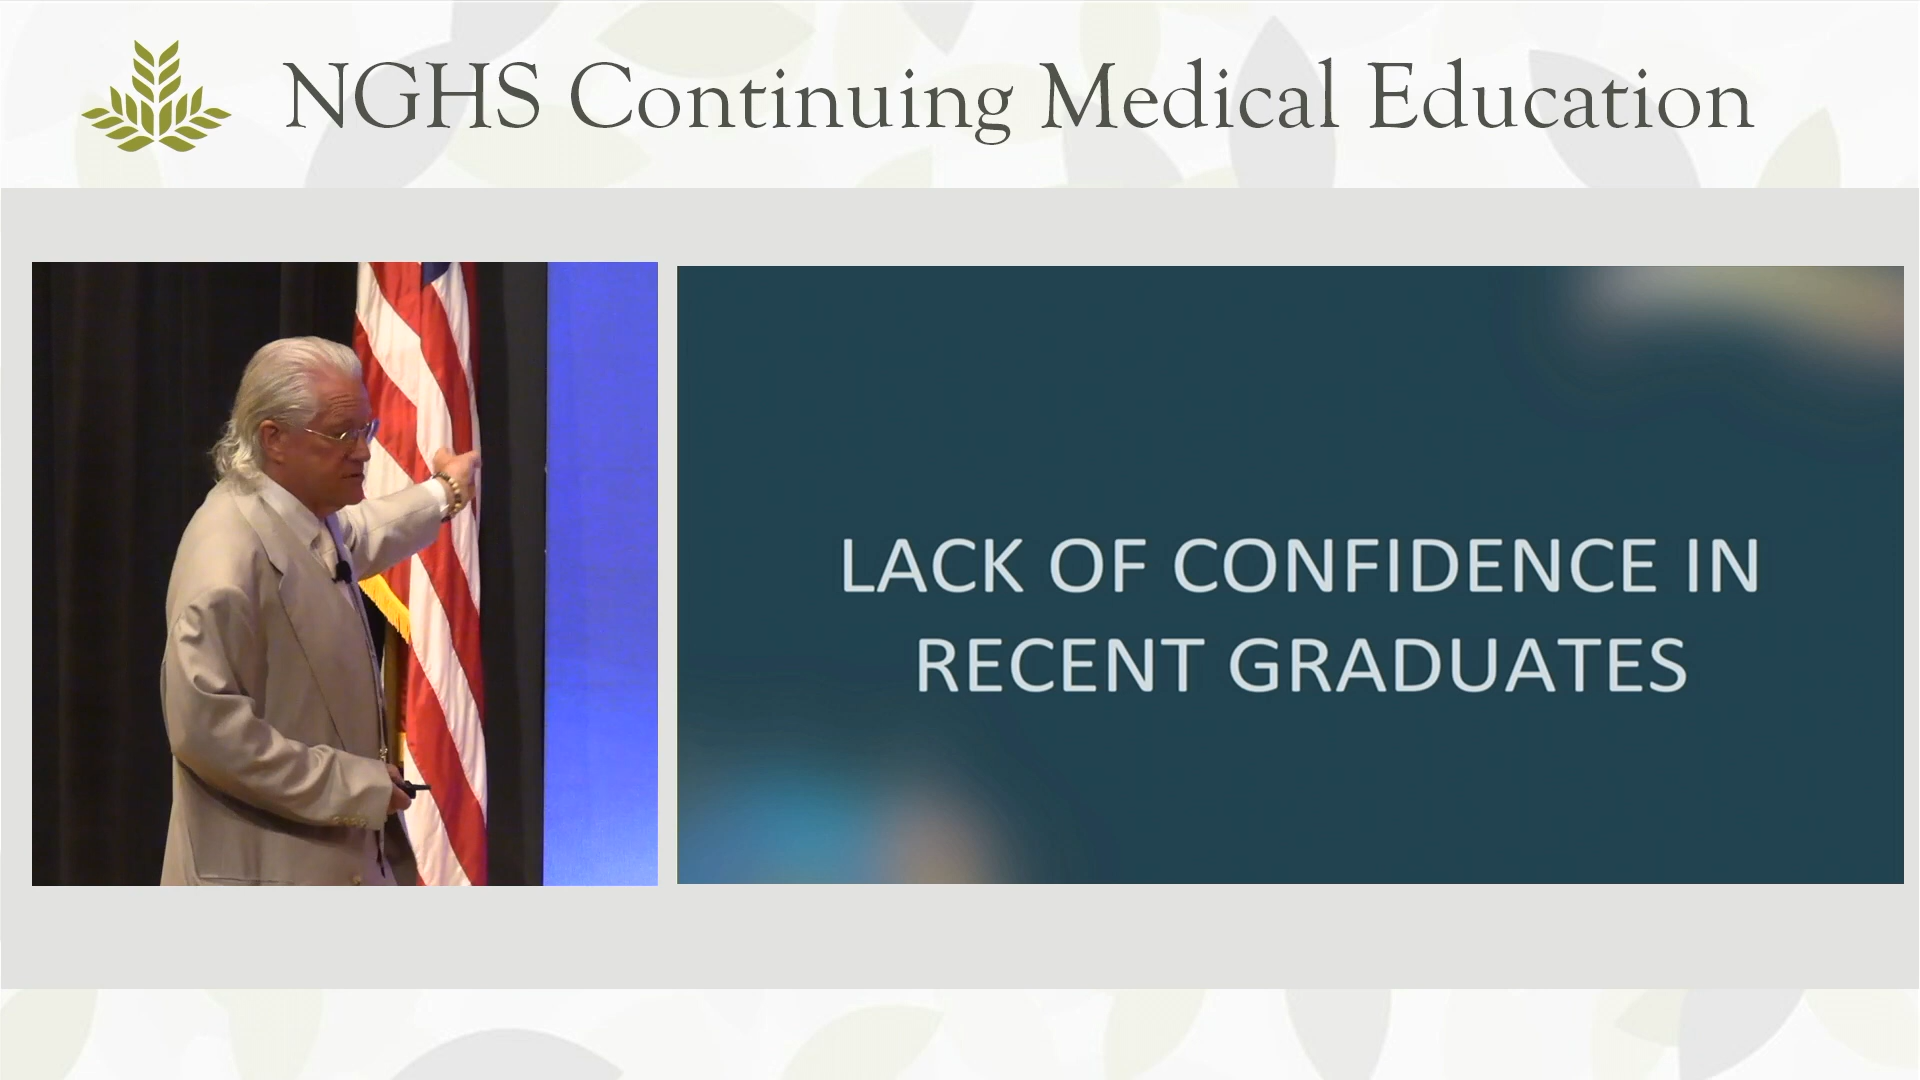 NGHS Continuing Medical Education
LACK OF CONFIDENCE IN
RECENT GRADUATES